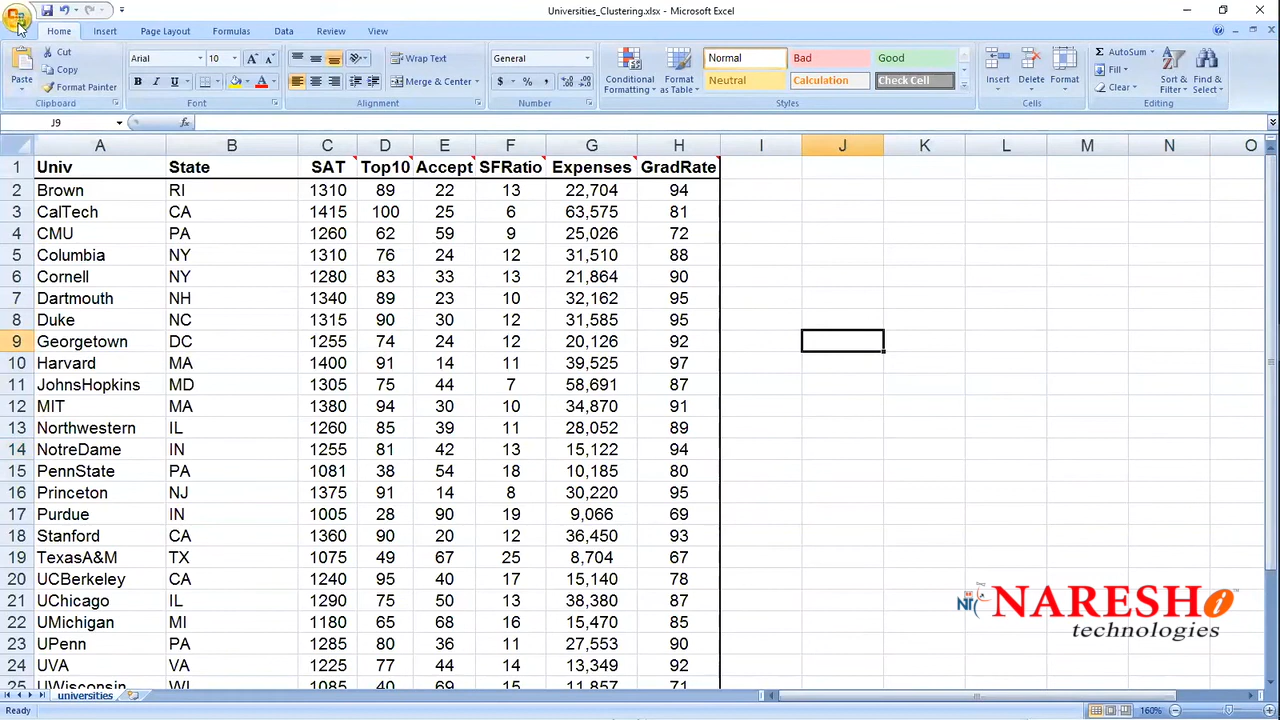 Universities_Clustering.xlsx - Microsoft Excel
Home Insert Page Layout Formulas Data Review View
Paste Cut Copy Format Painter Clipboard
Arial 10 B I U A A A Font
Wrap Text Merge & Center Alignment
General $ % , Number
Conditional Formatting Format as Table Normal Bad Good Neutral Calculation Check Cell Styles
Insert Delete Format Cells
AutoSum Fill Clear Sort & Filter Find & Select Editing
J9 fx
A B C D E F G H I J K L M N O
1 Univ State SAT Top10 Accept SFRatio Expenses GradRate
2 Brown RI 1310 89 22 13 22,704 94
3 CalTech CA 1415 100 25 6 63,575 81
4 CMU PA 1260 62 59 9 25,026 72
5 Columbia NY 1310 76 24 12 31,510 88
6 Cornell NY 1280 83 33 13 21,864 90
7 Dartmouth NH 1340 89 23 10 32,162 95
8 Duke NC 1315 90 30 12 31,585 95
9 Georgetown DC 1255 74 24 12 20,126 92
10 Harvard MA 1400 91 14 11 39,525 97
11 JohnsHopkins MD 1305 75 44 7 58,691 87
12 MIT MA 1380 94 30 10 34,870 91
13 Northwestern IL 1260 85 39 11 28,052 89
14 NotreDame IN 1255 81 42 13 15,122 94
15 PennState PA 1081 38 54 18 10,185 80
16 Princeton NJ 1375 91 14 8 30,220 95
17 Purdue IN 1005 28 90 19 9,066 69
18 Stanford CA 1360 90 20 12 36,450 93
19 TexasA&M TX 1075 49 67 25 8,704 67
20 UCBerkeley CA 1240 95 40 17 15,140 78
21 UChicago IL 1290 75 50 13 38,380 87
22 UMichigan MI 1180 65 68 16 15,470 85
23 UPenn PA 1285 80 36 11 27,553 90
24 UVA VA 1225 77 44 14 13,349 92
25 UWisconsin WI 1085 40 69 15 11,857 71
NARESH i
technologies
universities
Ready 160%